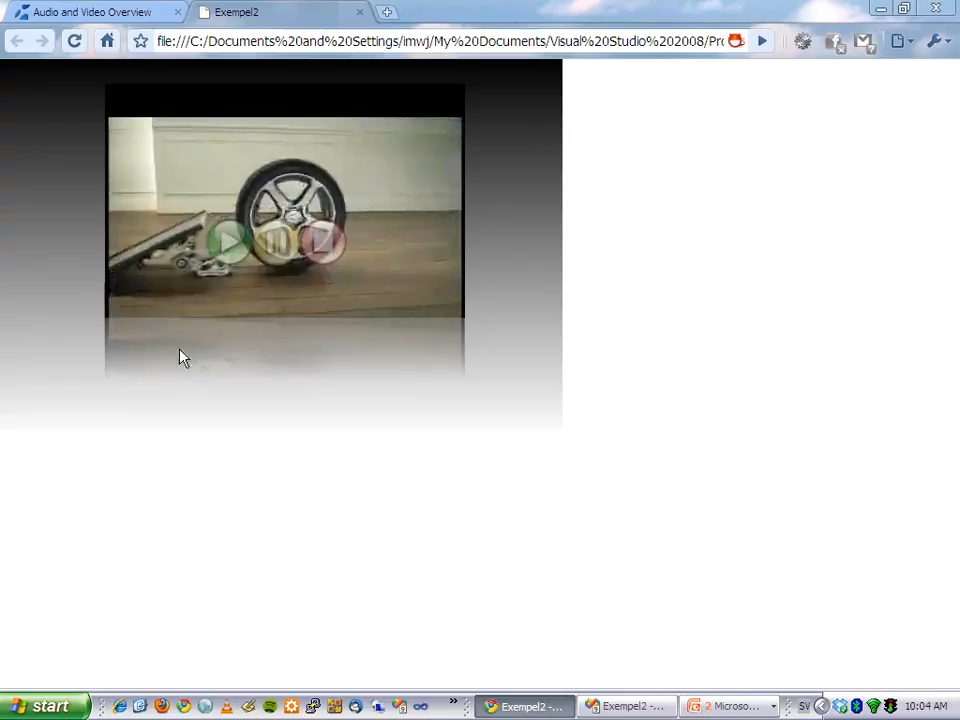 Audio and Video Overview
Exempel2
file:///C:/Documents%20and%20Settings/imwj/My%20Documents/Visual%20Studio%202008/Pro
start
Exempel2 -...
Exempel2 -...
2 Microso...
SV
10:04 AM